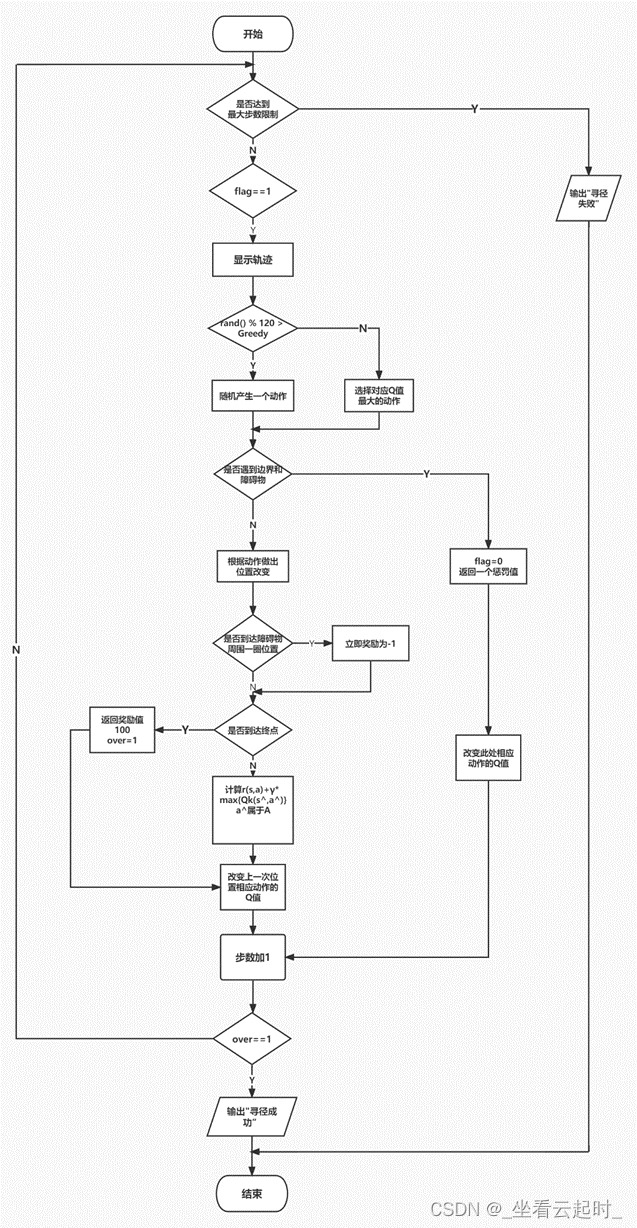 开始
是否达到
最大步数限制
Y
N
flag==1
输出"寻径
失败"
Y
显示轨迹
rand() % 120 >
Greedy
N
Y
随机产生一个动作
选择对应Q值
最大的动作
是否遇到边界和
障碍物
Y
N
根据动作做出
位置改变
flag=0
返回一个惩罚值
是否到达障碍物
周围一圈位置
Y
立即奖励为-1
N
N
返回奖励值
100
over=1
Y
是否到达终点
改变此处相应
动作的Q值
N
计算r(s,a)+γ*
max{Qk(s^,a^)}
a^属于A
改变上一次位
置相应动作的
Q值
步数加1
over==1
Y
输出"寻径成
功"
结束
CSDN @_坐看云起时_